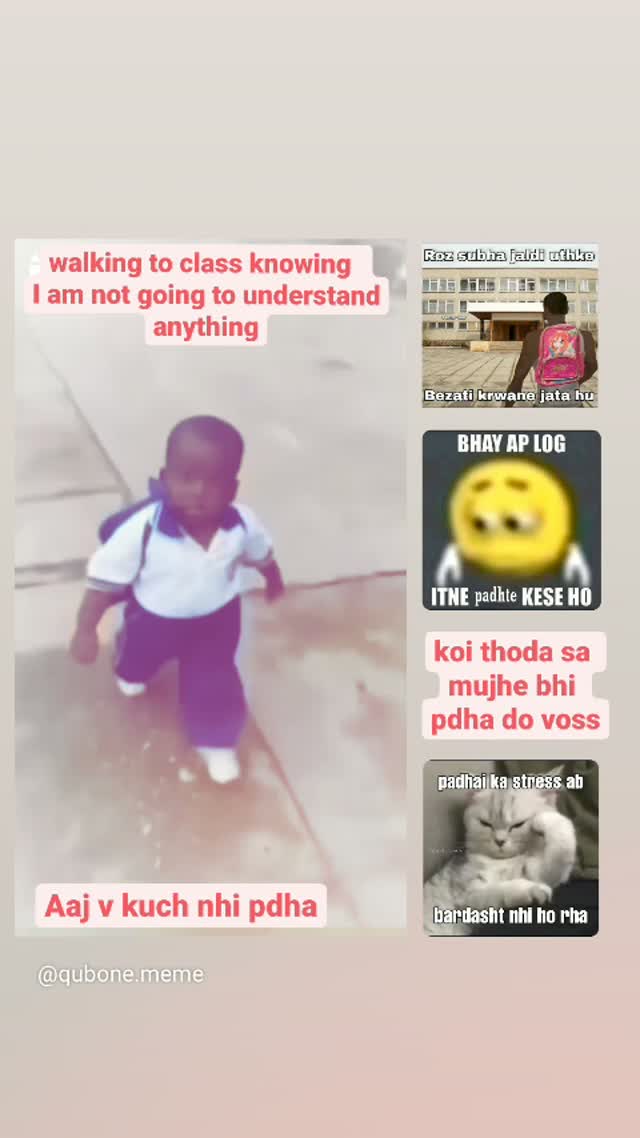 walking to class knowing
I am not going to understand
anything
Aaj v kuch nhi pdha
@qubone.meme
Roz subha jaldi uthke
Bezati krwane jata hu
BHAY AP LOG
ITNE padhte KESE HO
koi thoda sa
mujhe bhi
pdha do voss
padhai ka stress ab
bardasht nhi ho rha